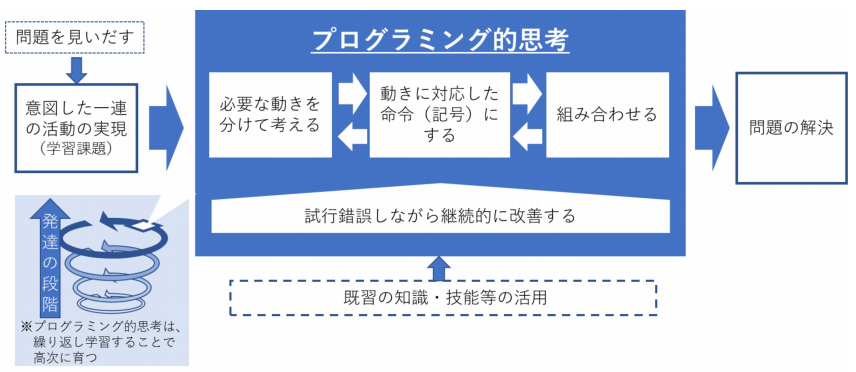 問題を見いだす
意図した一連
の活動の実現
(学習課題)
プログラミング的思考
必要な動きを
分けて考える
動きに対応した
命令（記号）に
する
組み合わせる
試行錯誤しながら継続的に改善する
問題の解決
既習の知識・技能等の活用
発達の段階
※プログラミング的思考は、
繰り返し学習することで
高次に育つ